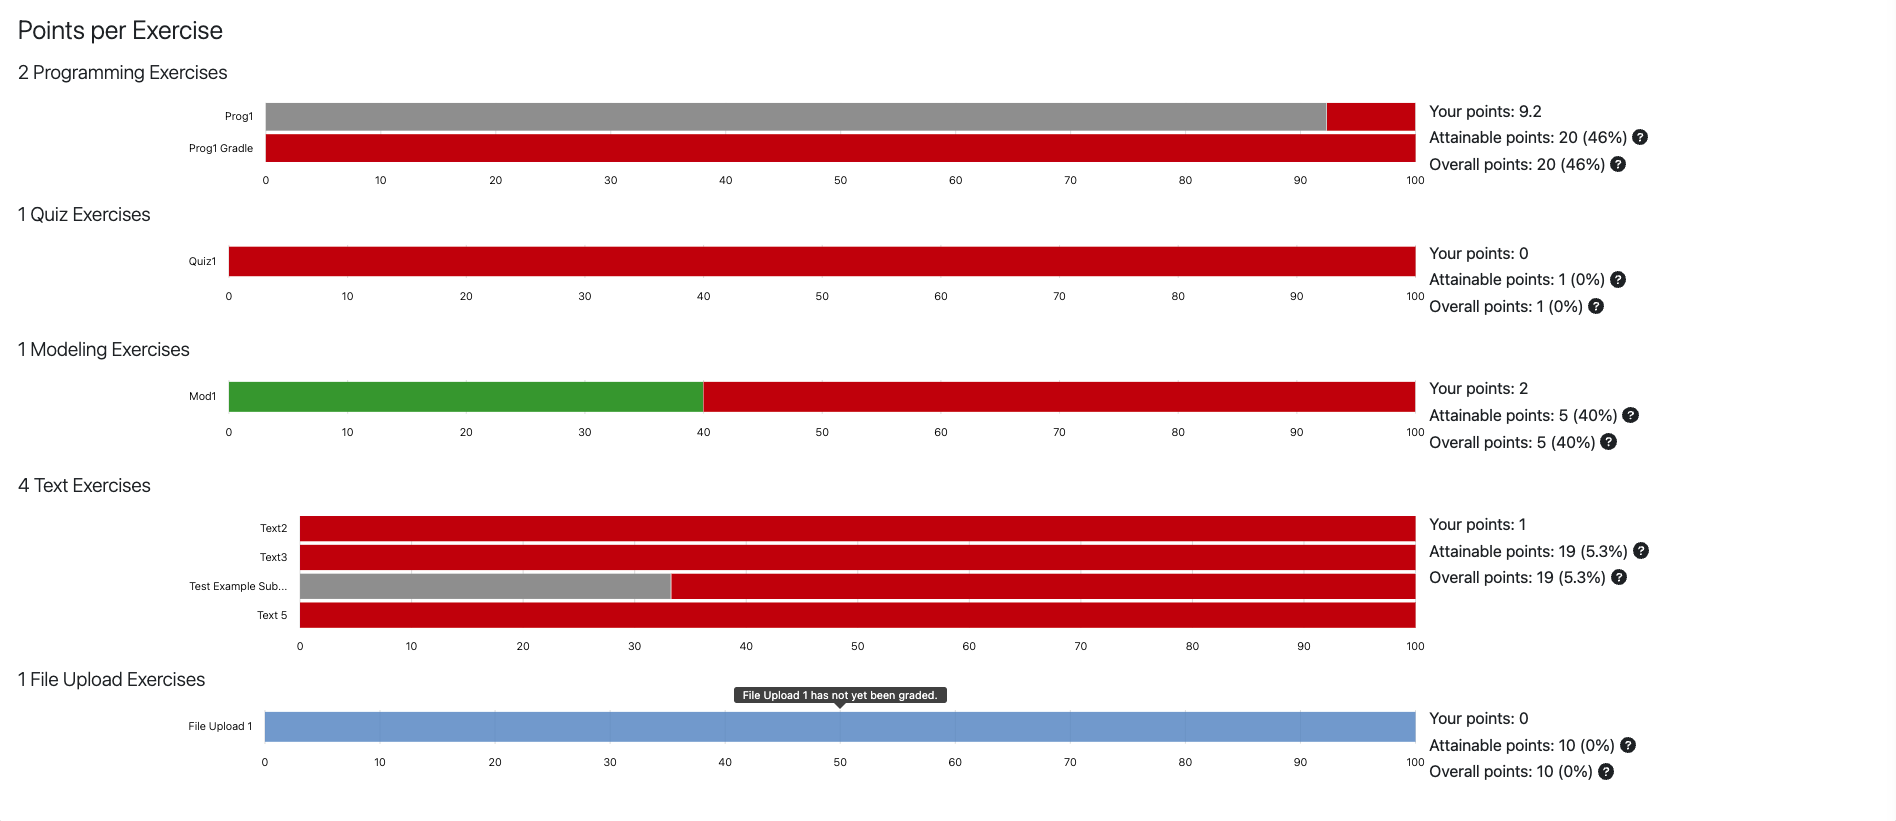 Points per Exercise
2 Programming Exercises
Prog1
Prog1 Gradle
0 10 20 30 40 50 60 70 80 90 100
Your points: 9.2
Attainable points: 20 (46%) ?
Overall points: 20 (46%) ?
1 Quiz Exercises
Quiz1
0 10 20 30 40 50 60 70 80 90 100
Your points: 0
Attainable points: 1 (0%) ?
Overall points: 1 (0%) ?
1 Modeling Exercises
Mod1
0 10 20 30 40 50 60 70 80 90 100
Your points: 2
Attainable points: 5 (40%) ?
Overall points: 5 (40%) ?
4 Text Exercises
Text2
Text3
Test Example Sub...
Text 5
0 10 20 30 40 50 60 70 80 90 100
Your points: 1
Attainable points: 19 (5.3%) ?
Overall points: 19 (5.3%) ?
1 File Upload Exercises
File Upload 1 has not yet been graded.
File Upload 1
0 10 20 30 40 50 60 70 80 90 100
Your points: 0
Attainable points: 10 (0%) ?
Overall points: 10 (0%) ?